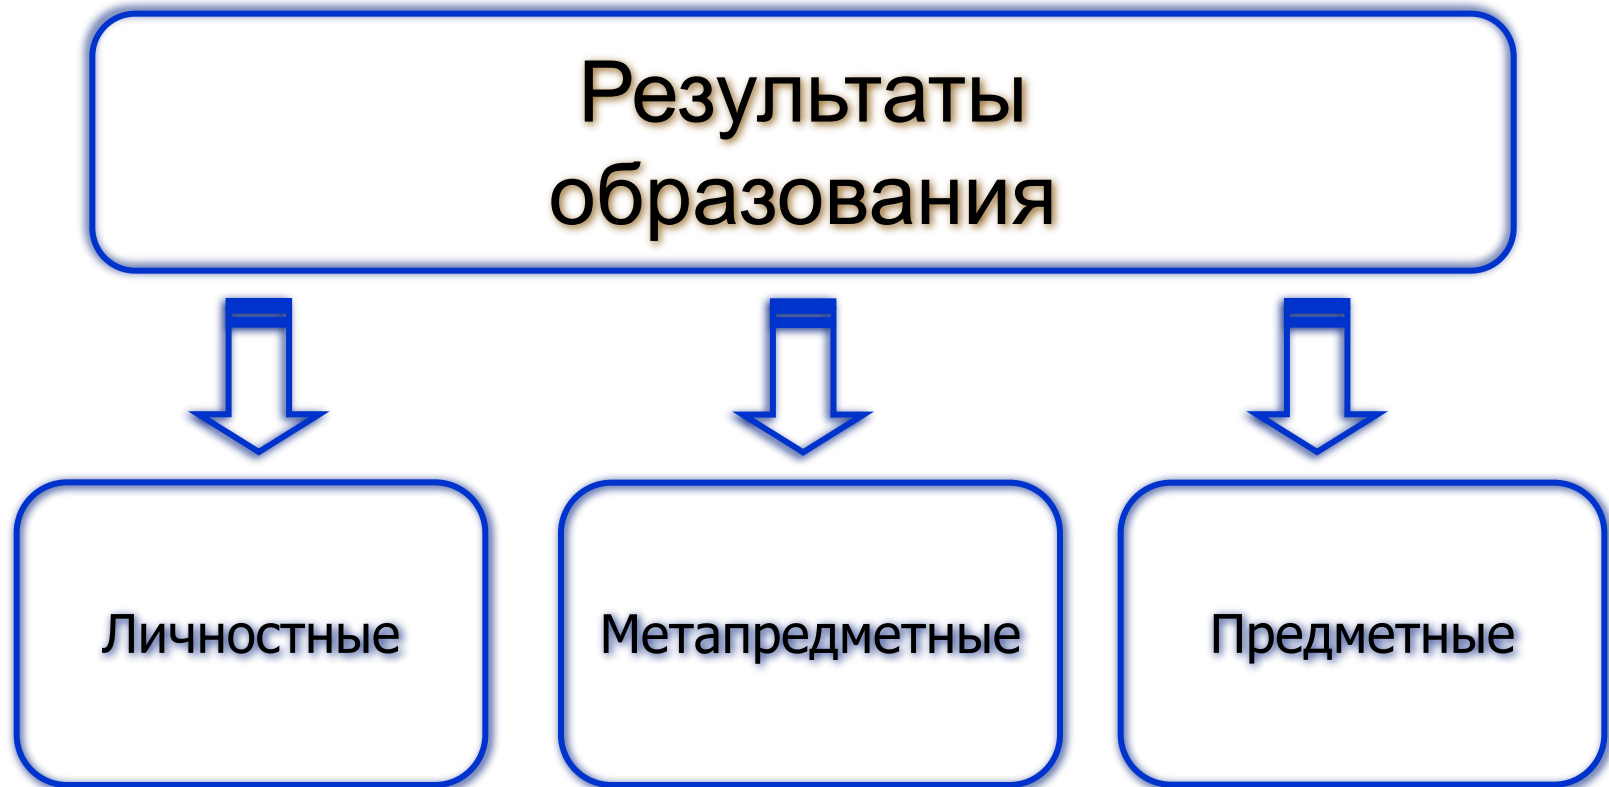 Результаты
образования
Личностные
Метапредметные
Предметные